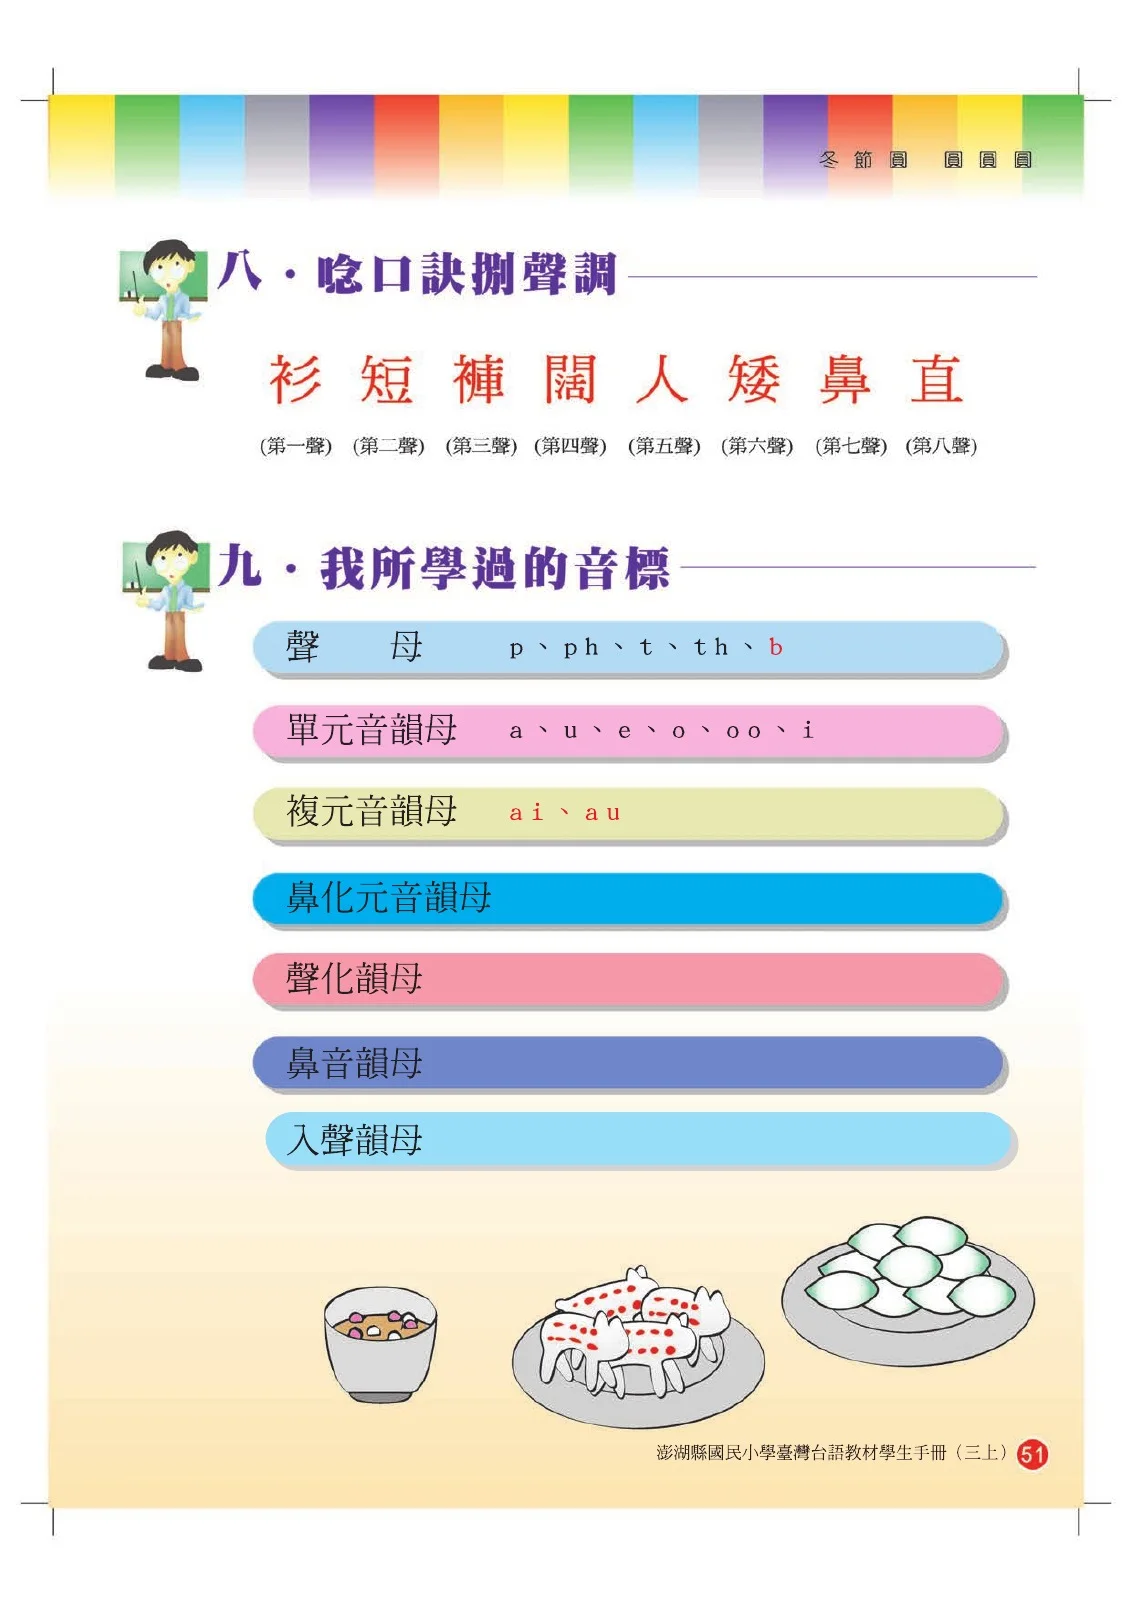 冬節圓　圓圓圓
八・唸口訣捌聲調
衫 短 褲 闊 人 矮 鼻 直
(第一聲) (第二聲) (第三聲) (第四聲) (第五聲) (第六聲) (第七聲) (第八聲)
九・我所學過的音標
聲　　母　p、ph、t、th、b
單元音韻母　a、u、e、o、oo、i
複元音韻母　ai、au
鼻化元音韻母
聲化韻母
鼻音韻母
入聲韻母
澎湖縣國民小學臺灣台語教材學生手冊（三上）51